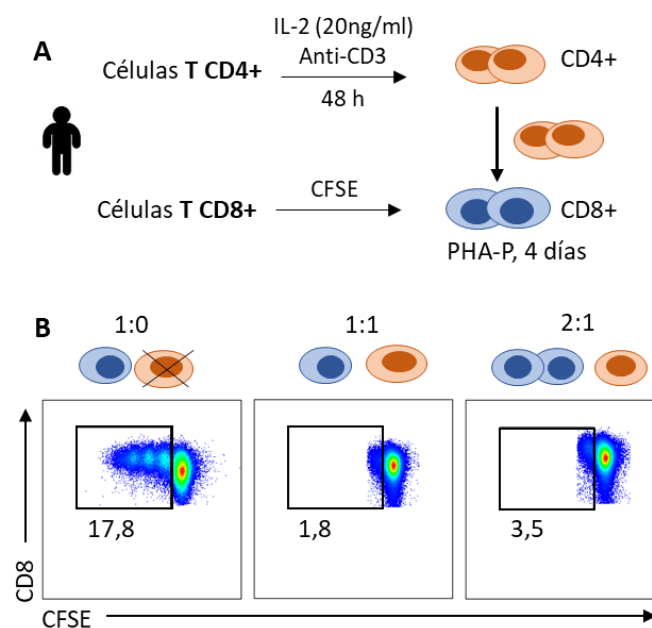 A
Células T CD4+
IL-2 (20ng/ml)
Anti-CD3
48 h
CD4+
Células T CD8+
CFSE
CD8+
PHA-P, 4 días
B
1:0
1:1
2:1
17,8
1,8
3,5
CD8
CFSE